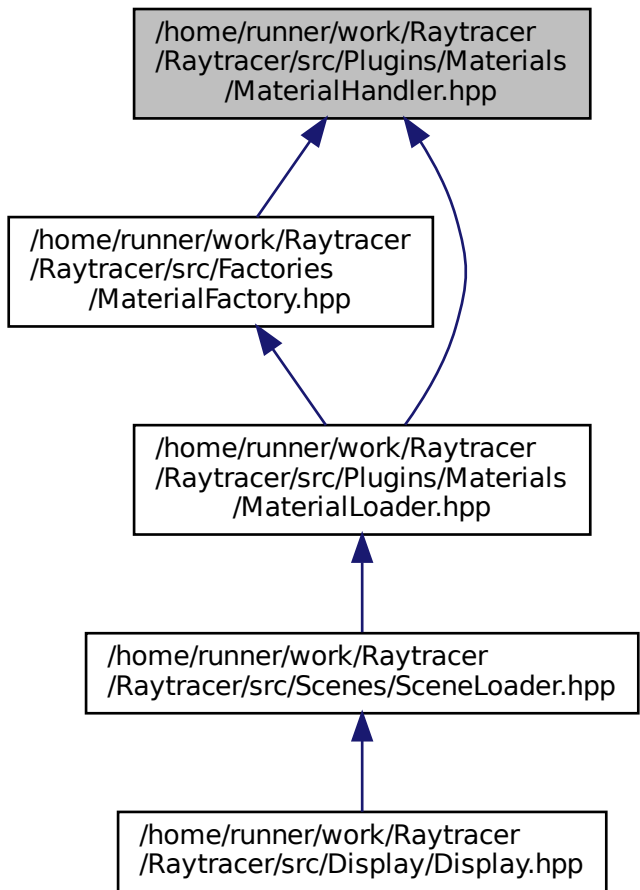 /home/runner/work/Raytracer
/Raytracer/src/Plugins/Materials
/MaterialHandler.hpp
/home/runner/work/Raytracer
/Raytracer/src/Factories
/MaterialFactory.hpp
/home/runner/work/Raytracer
/Raytracer/src/Plugins/Materials
/MaterialLoader.hpp
/home/runner/work/Raytracer
/Raytracer/src/Scenes/SceneLoader.hpp
/home/runner/work/Raytracer
/Raytracer/src/Display/Display.hpp